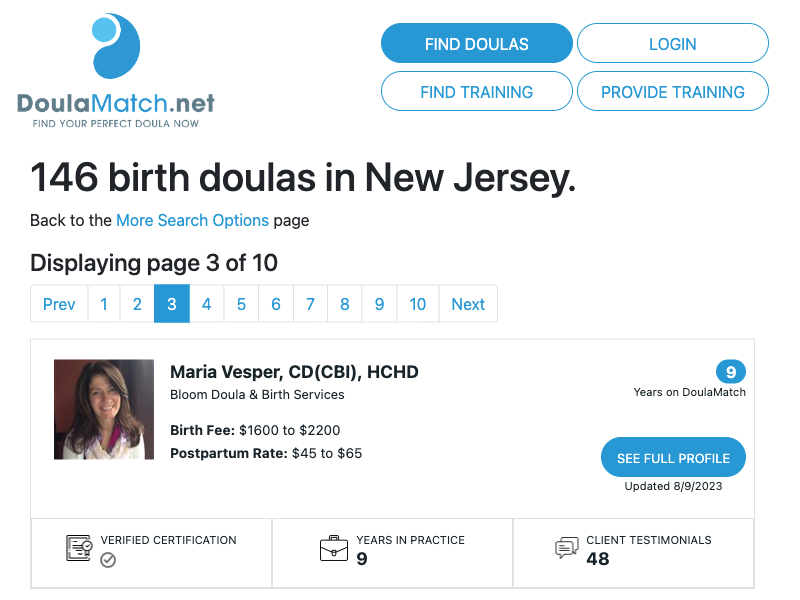 DoulaMatch.net
FIND YOUR PERFECT DOULA NOW
FIND DOULAS
LOGIN
FIND TRAINING
PROVIDE TRAINING
146 birth doulas in New Jersey.
Back to the More Search Options page
Displaying page 3 of 10
Prev 1 2 3 4 5 6 7 8 9 10 Next
Maria Vesper, CD(CBI), HCHD
Bloom Doula & Birth Services
Birth Fee: $1600 to $2200
Postpartum Rate: $45 to $65
9
Years on DoulaMatch
SEE FULL PROFILE
Updated 8/9/2023
VERIFIED CERTIFICATION
YEARS IN PRACTICE
9
CLIENT TESTIMONIALS
48